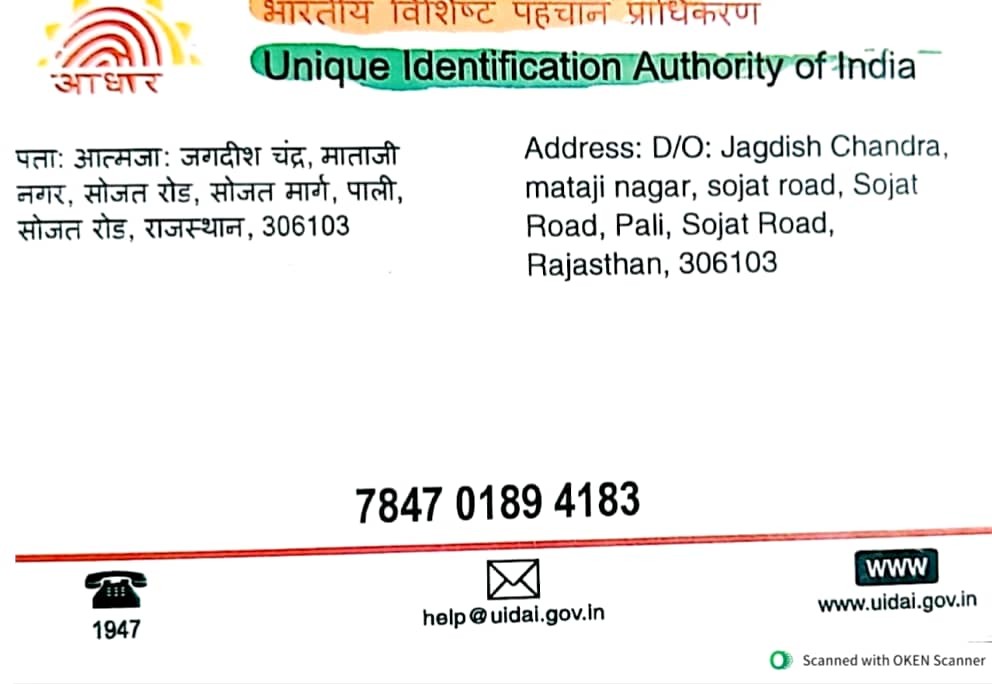 भारतीय विशिष्ट पहचान प्राधिकरण
Unique Identification Authority of India
आधार
पता: आत्मजा: जगदीश चंद्र, माताजी
नगर, सोजत रोड, सोजत मार्ग, पाली,
सोजत रोड, राजस्थान, 306103
Address: D/O: Jagdish Chandra,
mataji nagar, sojat road, Sojat
Road, Pali, Sojat Road,
Rajasthan, 306103
7847 0189 4183
1947
help@uidai.gov.in
www
www.uidai.gov.in
Scanned with OKEN Scanner